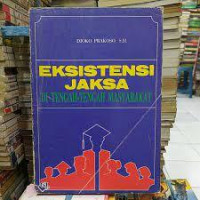 DJOKO PRAKOSO S.H.
EKSISTENSI
JAKSA
DI TENGAH-TENGAH MASYARAKAT